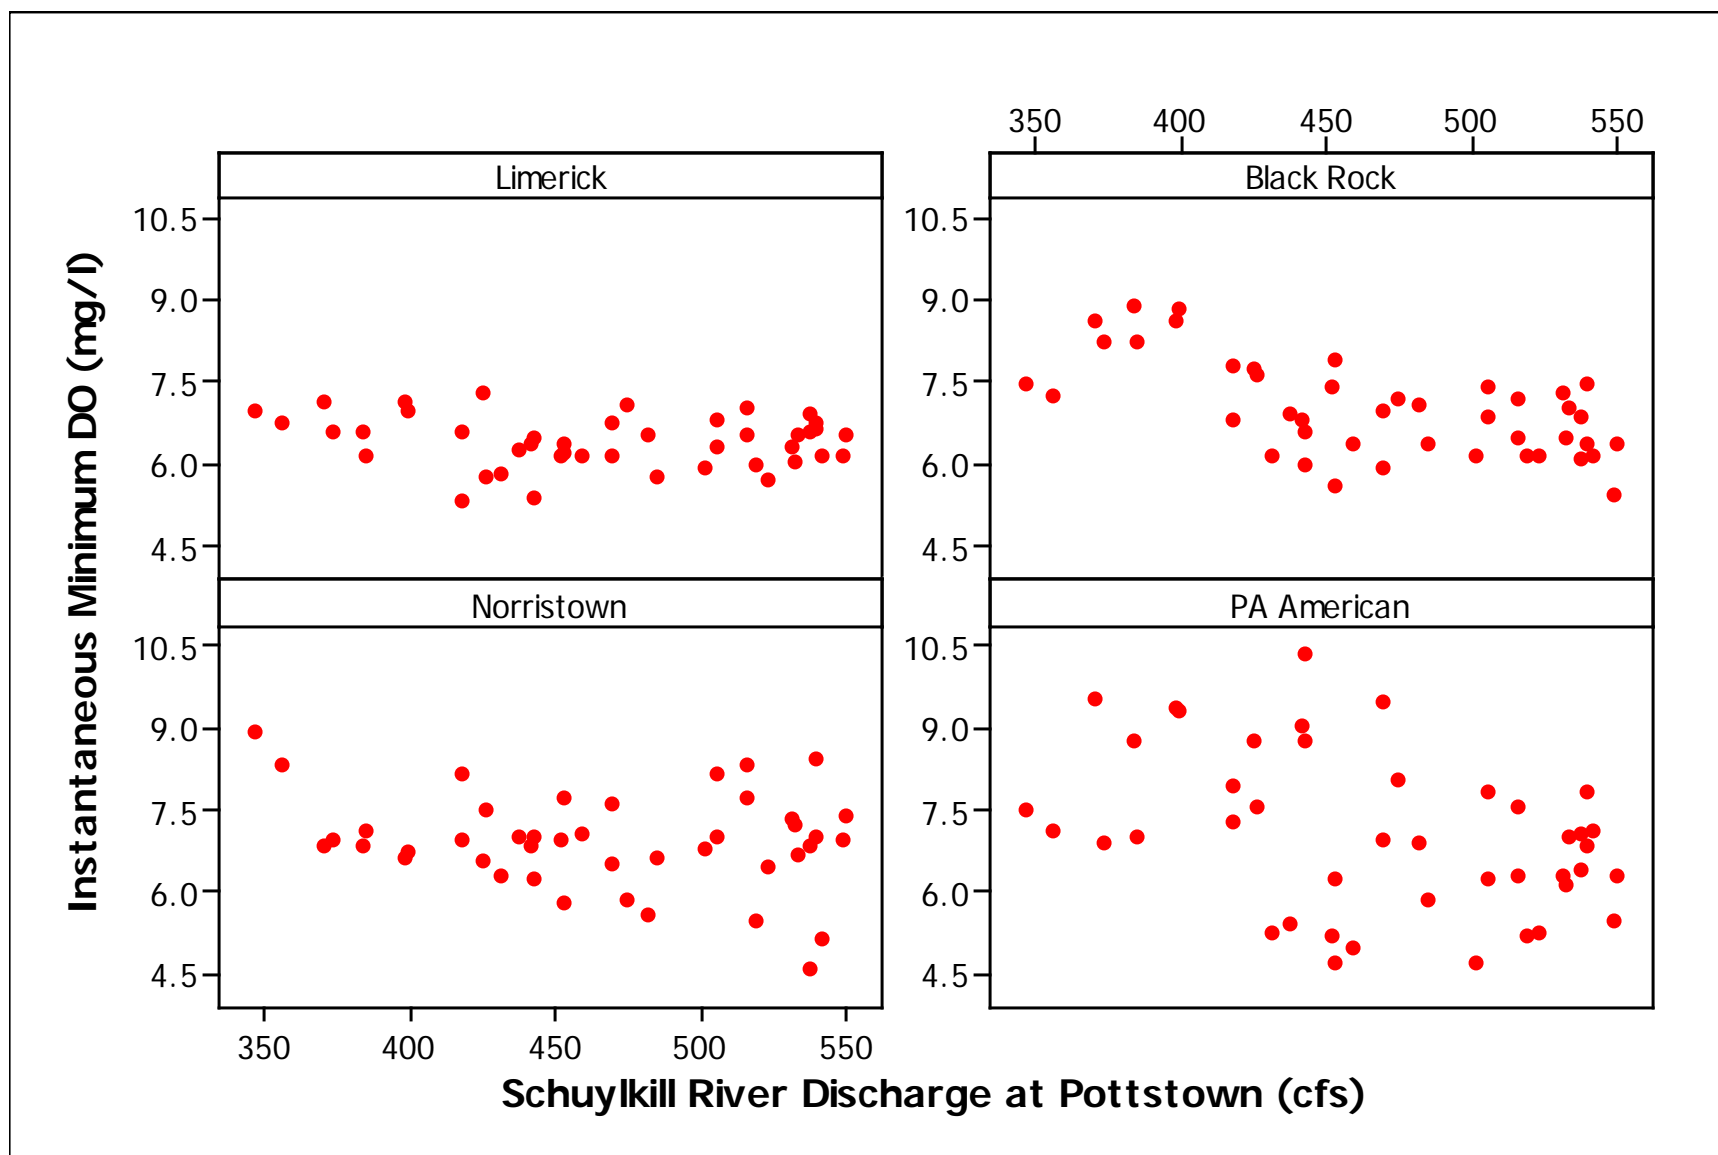 350 400 450 500 550
Limerick
Black Rock
10.5
9.0
7.5
6.0
4.5
10.5
9.0
7.5
6.0
4.5
Instantaneous Minimum DO (mg/l)
Norristown
PA American
10.5
9.0
7.5
6.0
4.5
10.5
9.0
7.5
6.0
4.5
350 400 450 500 550
Schuylkill River Discharge at Pottstown (cfs)